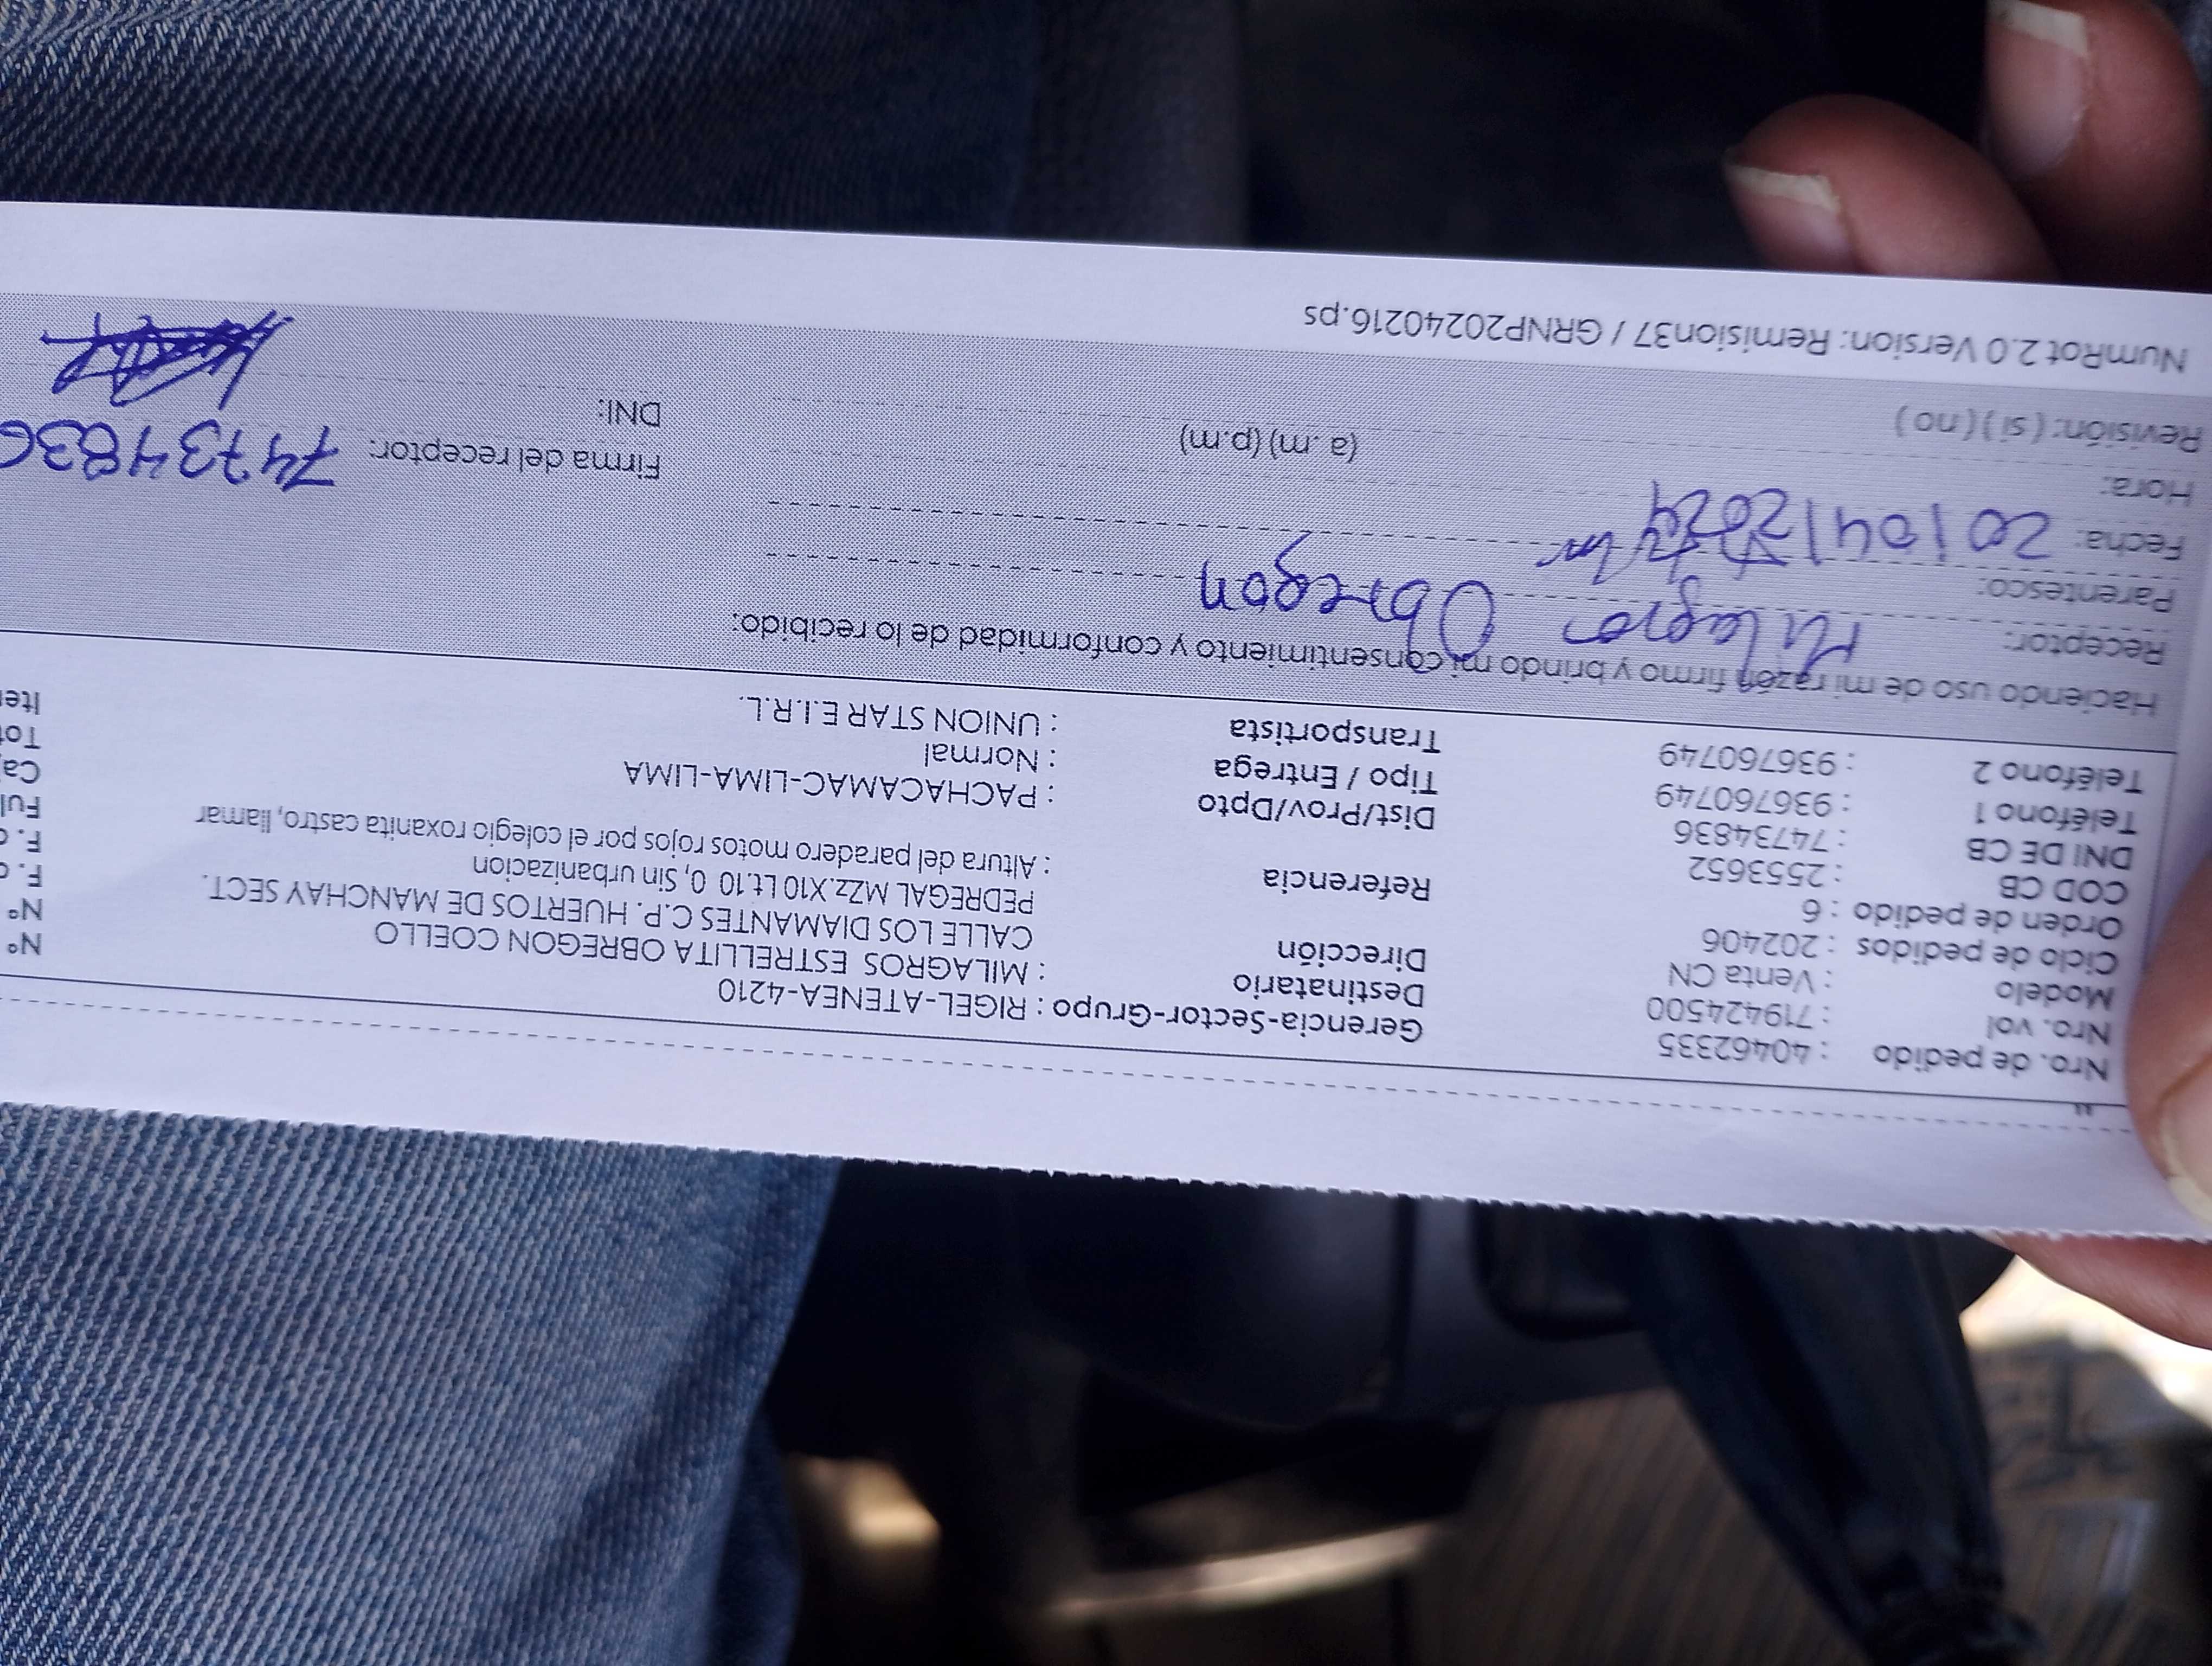 Nro. de pedido : 40462335
Nro. vol : 719424500
Modelo : Venta CN
Ciclo de pedidos : 202406
Orden de pedido : 6
COD CB : 2553652
DNI DE CB : 74734836
Teléfono 1 : 936760749
Teléfono 2 : 936760749
Gerencia-Sector-Grupo : RIGEL-ATENEA-4210
Destinatario : MILAGROS ESTRELLITA OBREGON COELLO
Dirección CALLE LOS DIAMANTES C.P. HUERTOS DE MANCHAY SECT.
PEDREGAL MZz.X10 Lt.10 0, Sin urbanizacion
Referencia : Altura del paradero motos rojos por el colegio roxanita castro, llamar
Dist/Prov/Dpto : PACHACAMAC-LIMA-LIMA
Tipo / Entrega : Normal
Transportista : UNION STAR E.I.R.L.
N°
N°
F.
F.
Ful
Ca
Tot
Ite
Haciendo uso de mi razón firmo y brindo mi consentimiento y conformidad de lo recibido:
Receptor: Milagros Obregon
Parentesco:
Fecha: 20/04/2024
Hora: (a .m) (p.m)
Revisión: ( si ) ( no )
Firma del receptor: 7473483
DNI:
NumRot 2.0 Version: Remision37 / GRNP20240216.ps